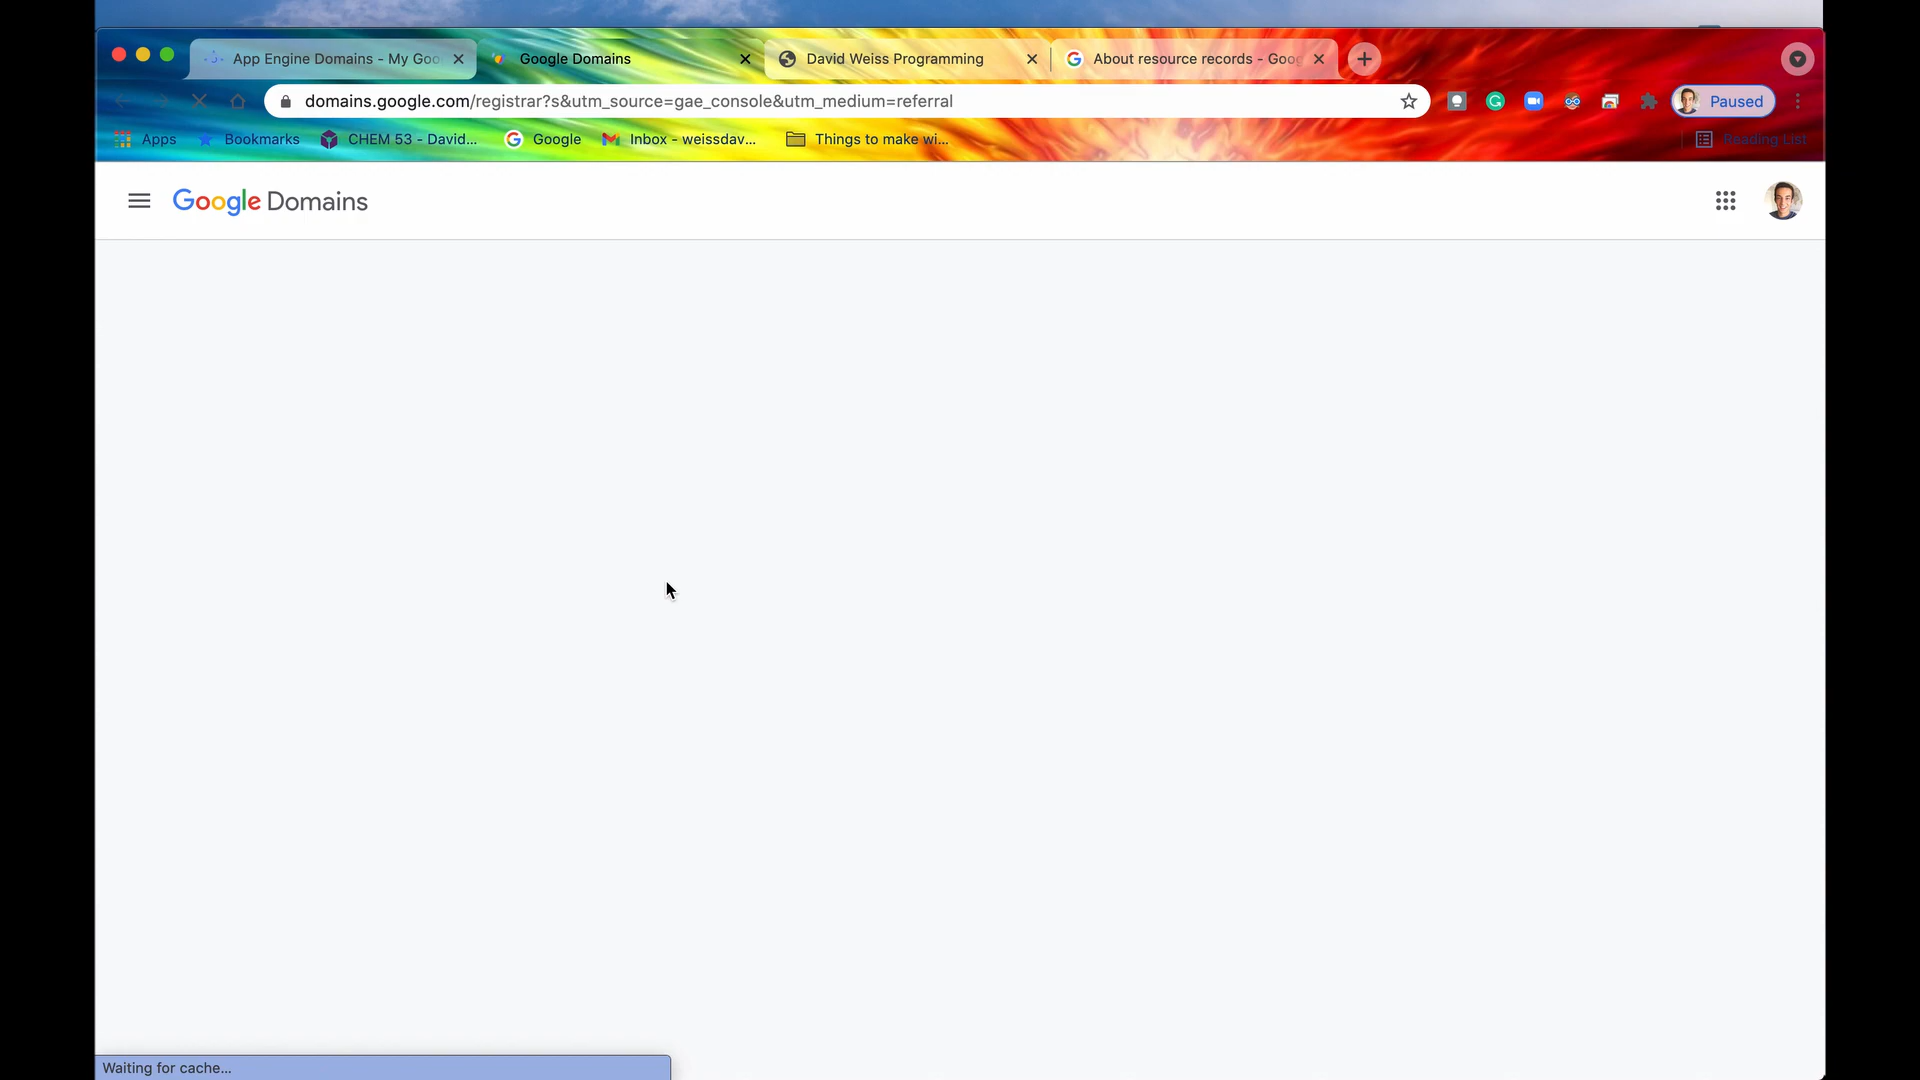 App Engine Domains - My Goo
Google Domains
David Weiss Programming
About resource records - Goog
domains.google.com/registrar?s&utm_source=gae_console&utm_medium=referral
Paused
Apps
Bookmarks
CHEM 53 - David...
Google
Inbox - weissdav...
Things to make wi...
Reading List
Google Domains
Waiting for cache...